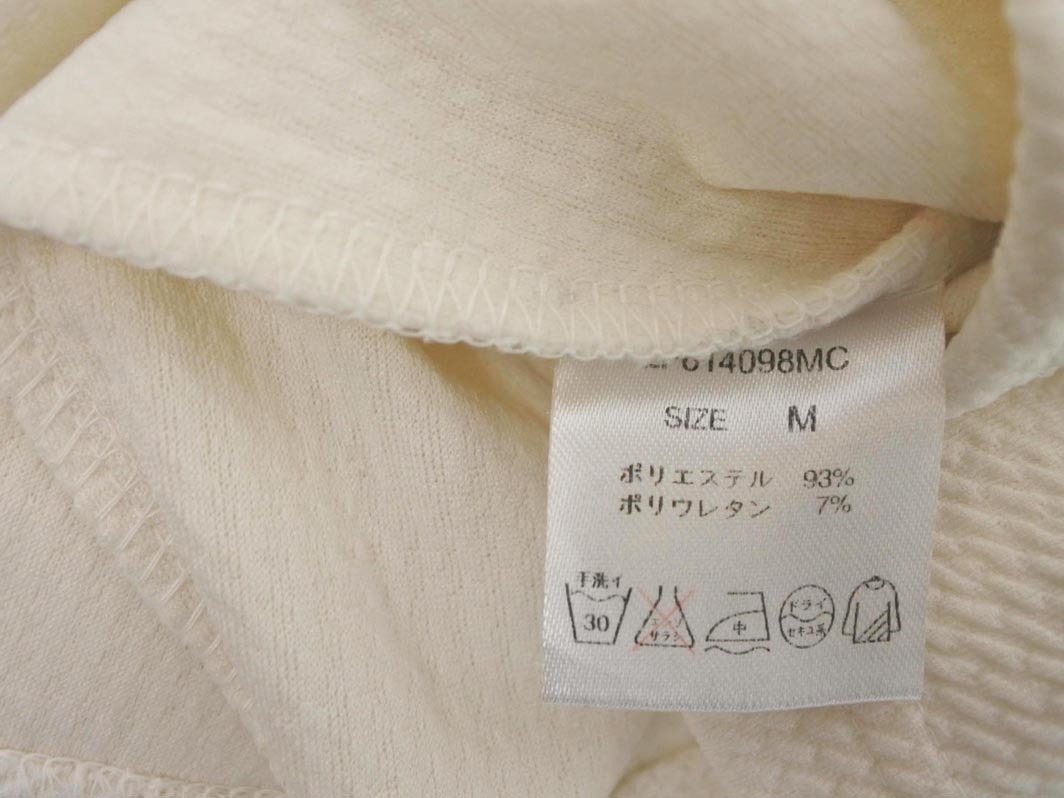 614098MC
SIZE M
ポリエステル 93%
ポリウレタン 7%
手洗イ
30
エンソ
サラシ
中
ドライ
セキユ系